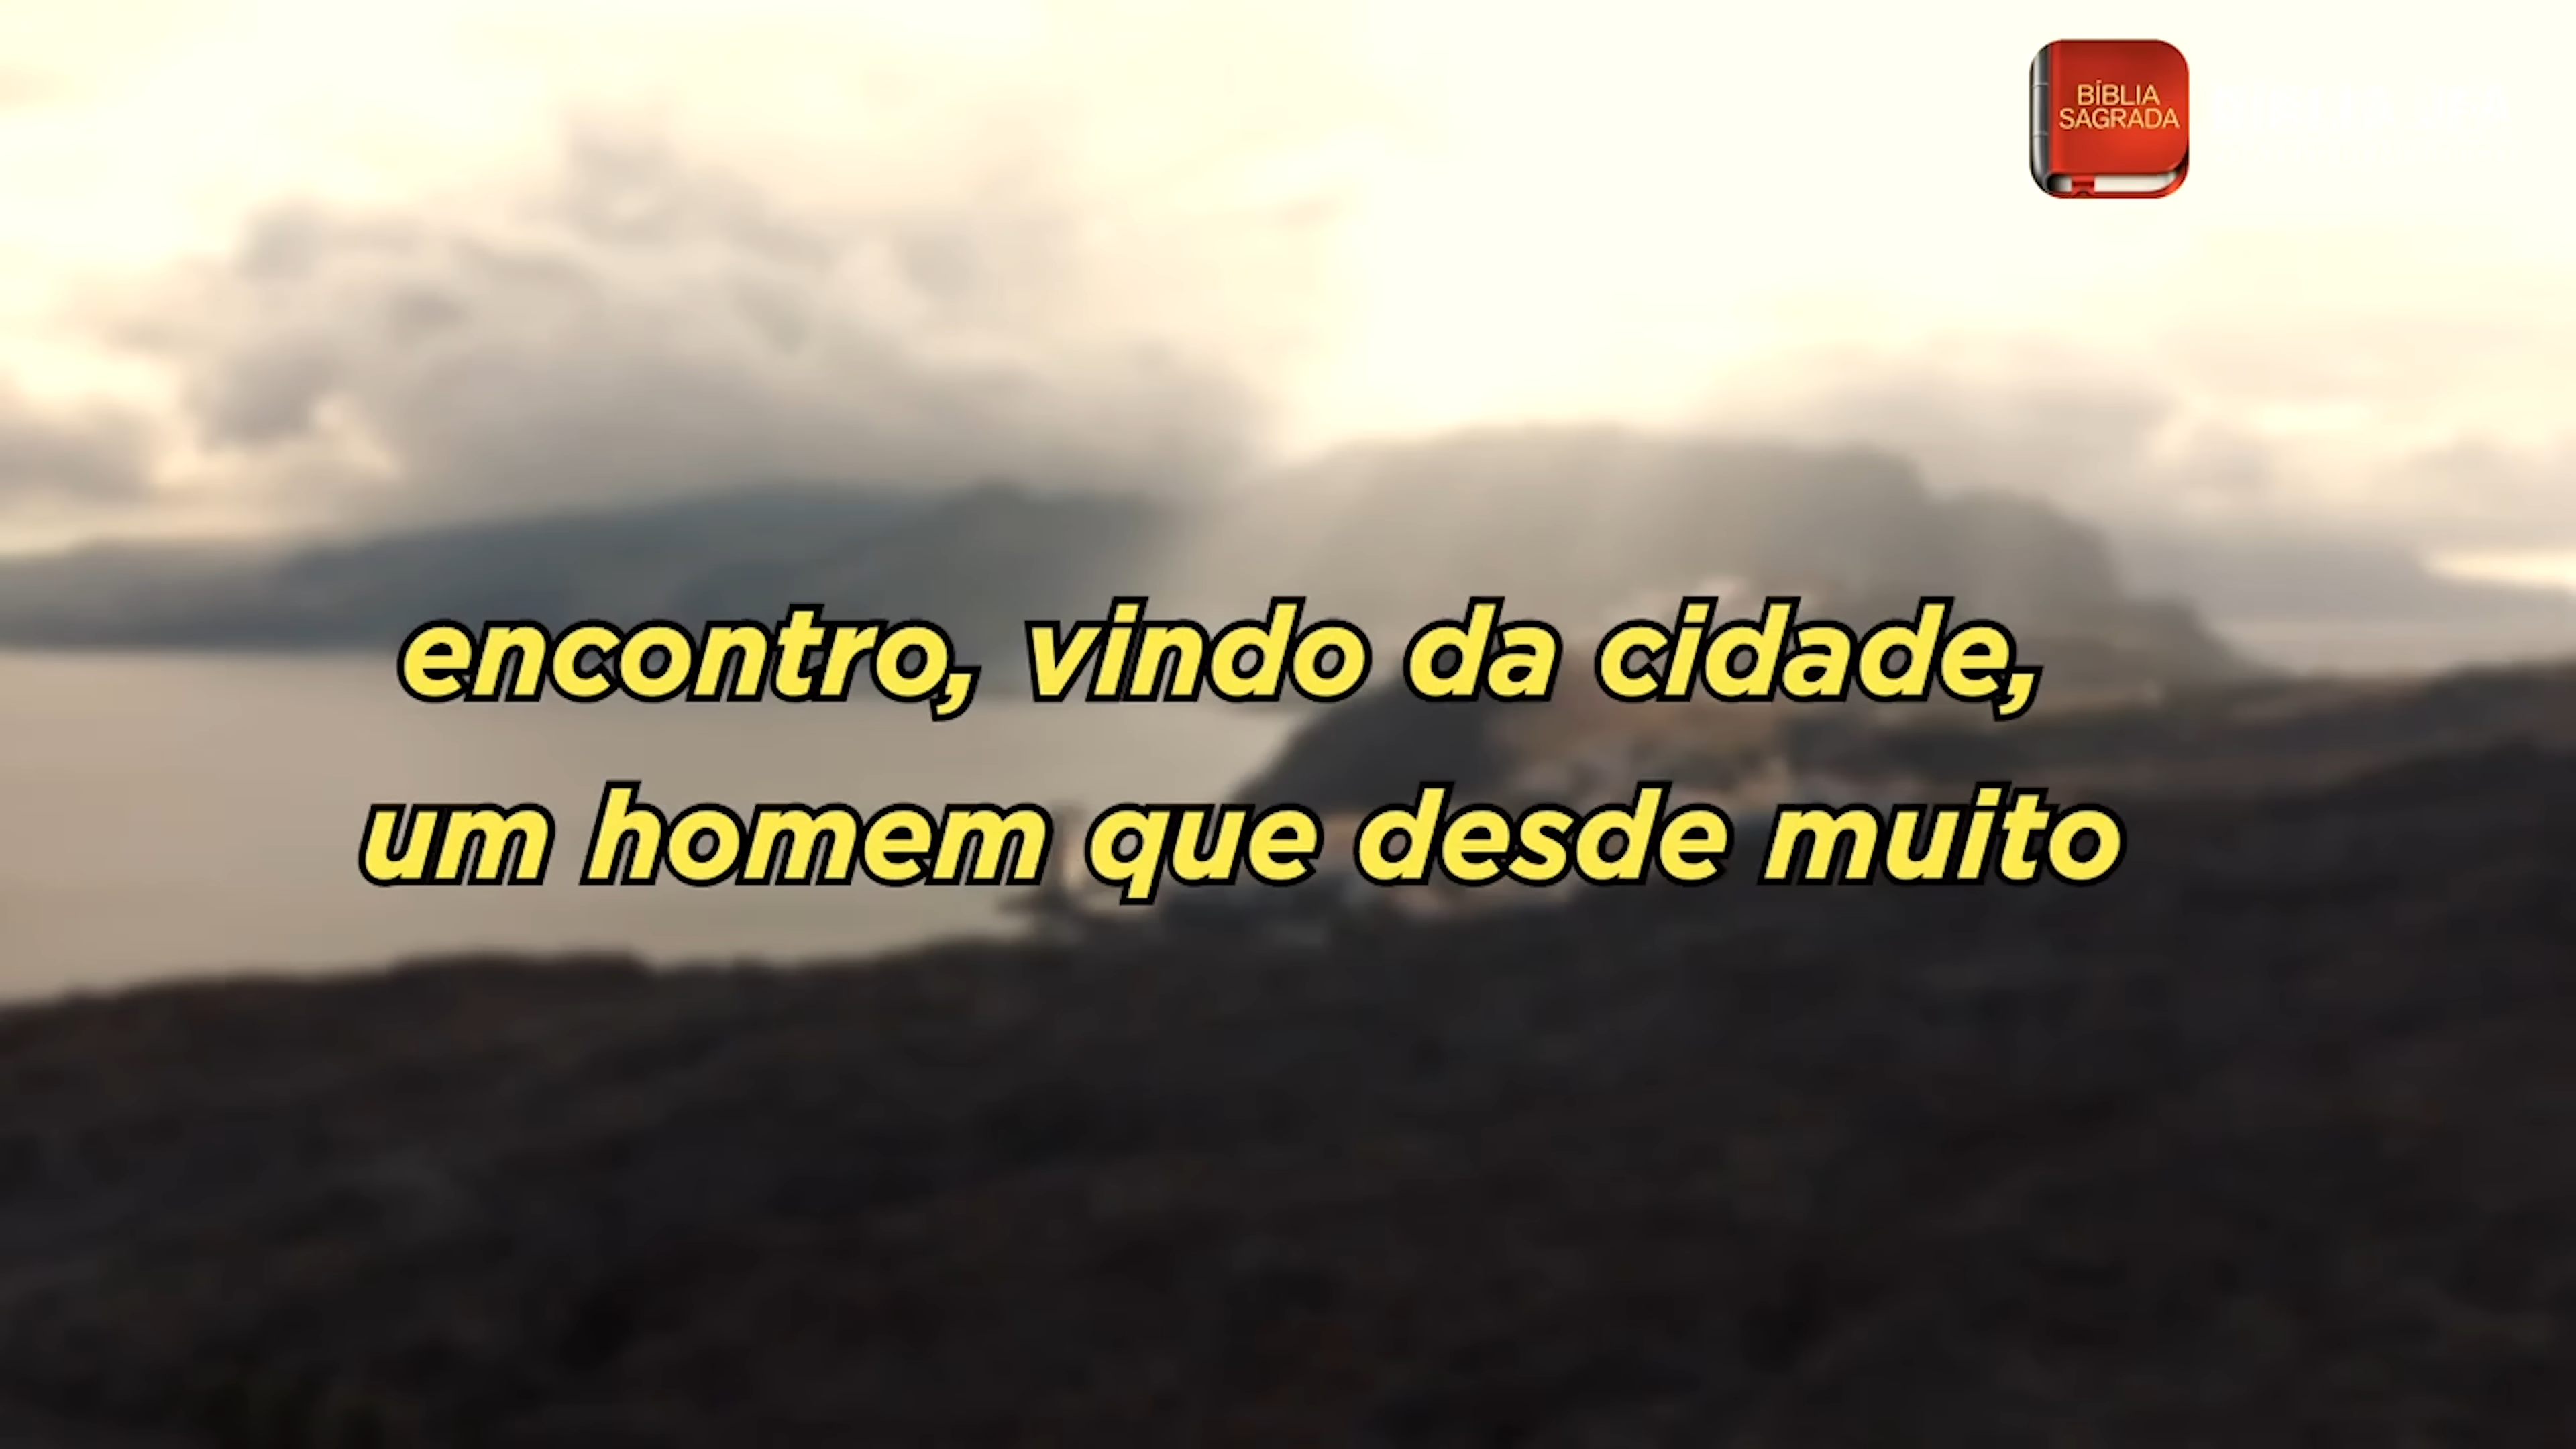 BÍBLIA
SAGRADA
encontro, vindo da cidade,
um homem que desde muito